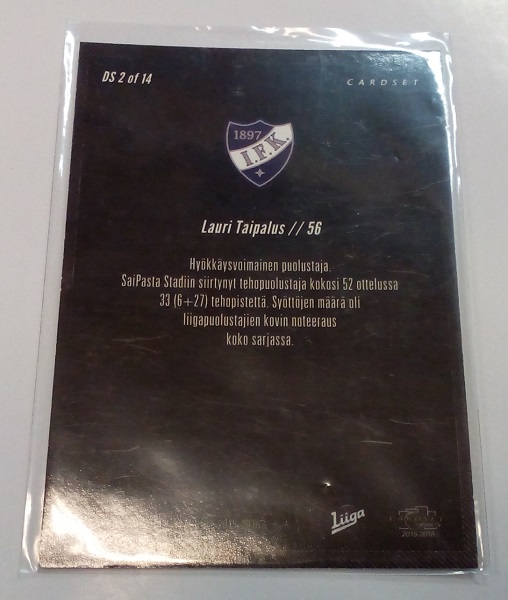 DS 2 of 14
CARDSET
1897
I.F.K.
Lauri Taipalus // 56
Hyökkäysvoimainen puolustaja.
SaiPasta Stadiin siirtynyt tehopuolustaja kokosi 52 ottelussa
33 (6+27) tehopistettä. Syöttöjen määrä oli
liigapuolustajien kovin noteeraus
koko sarjassa.
Liiga
2015-2016